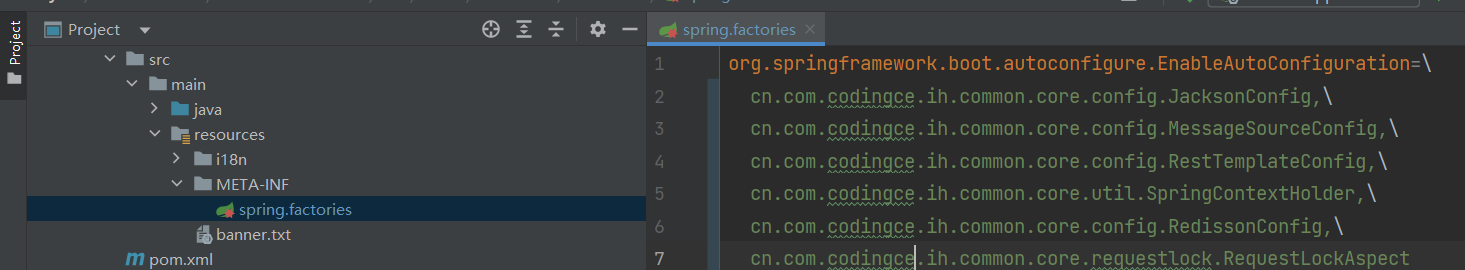 Project
Project
src
main
java
resources
i18n
META-INF
spring.factories
banner.txt
pom.xml
spring.factories
1 org.springframework.boot.autoconfigure.EnableAutoConfiguration=\
2 cn.com.codingce.ih.common.core.config.JacksonConfig,\
3 cn.com.codingce.ih.common.core.config.MessageSourceConfig,\
4 cn.com.codingce.ih.common.core.config.RestTemplateConfig,\
5 cn.com.codingce.ih.common.core.util.SpringContextHolder,\
6 cn.com.codingce.ih.common.core.config.RedissonConfig,\
7 cn.com.codingce.ih.common.core.requestlock.RequestLockAspect